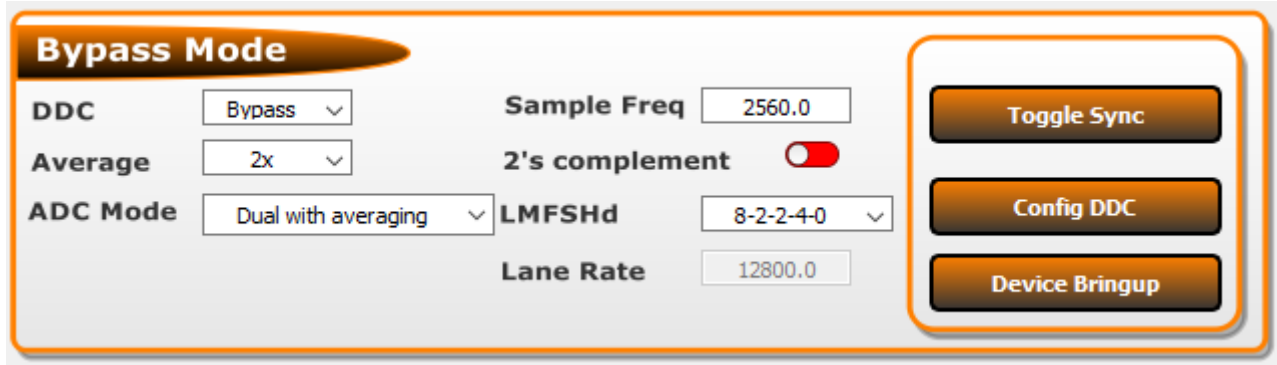 Bypass Mode
DDC Bypass
Sample Freq 2560.0
Average 2x
2's complement
ADC Mode Dual with averaging
LMFSHd 8-2-2-4-0
Lane Rate 12800.0
Toggle Sync
Config DDC
Device Bringup